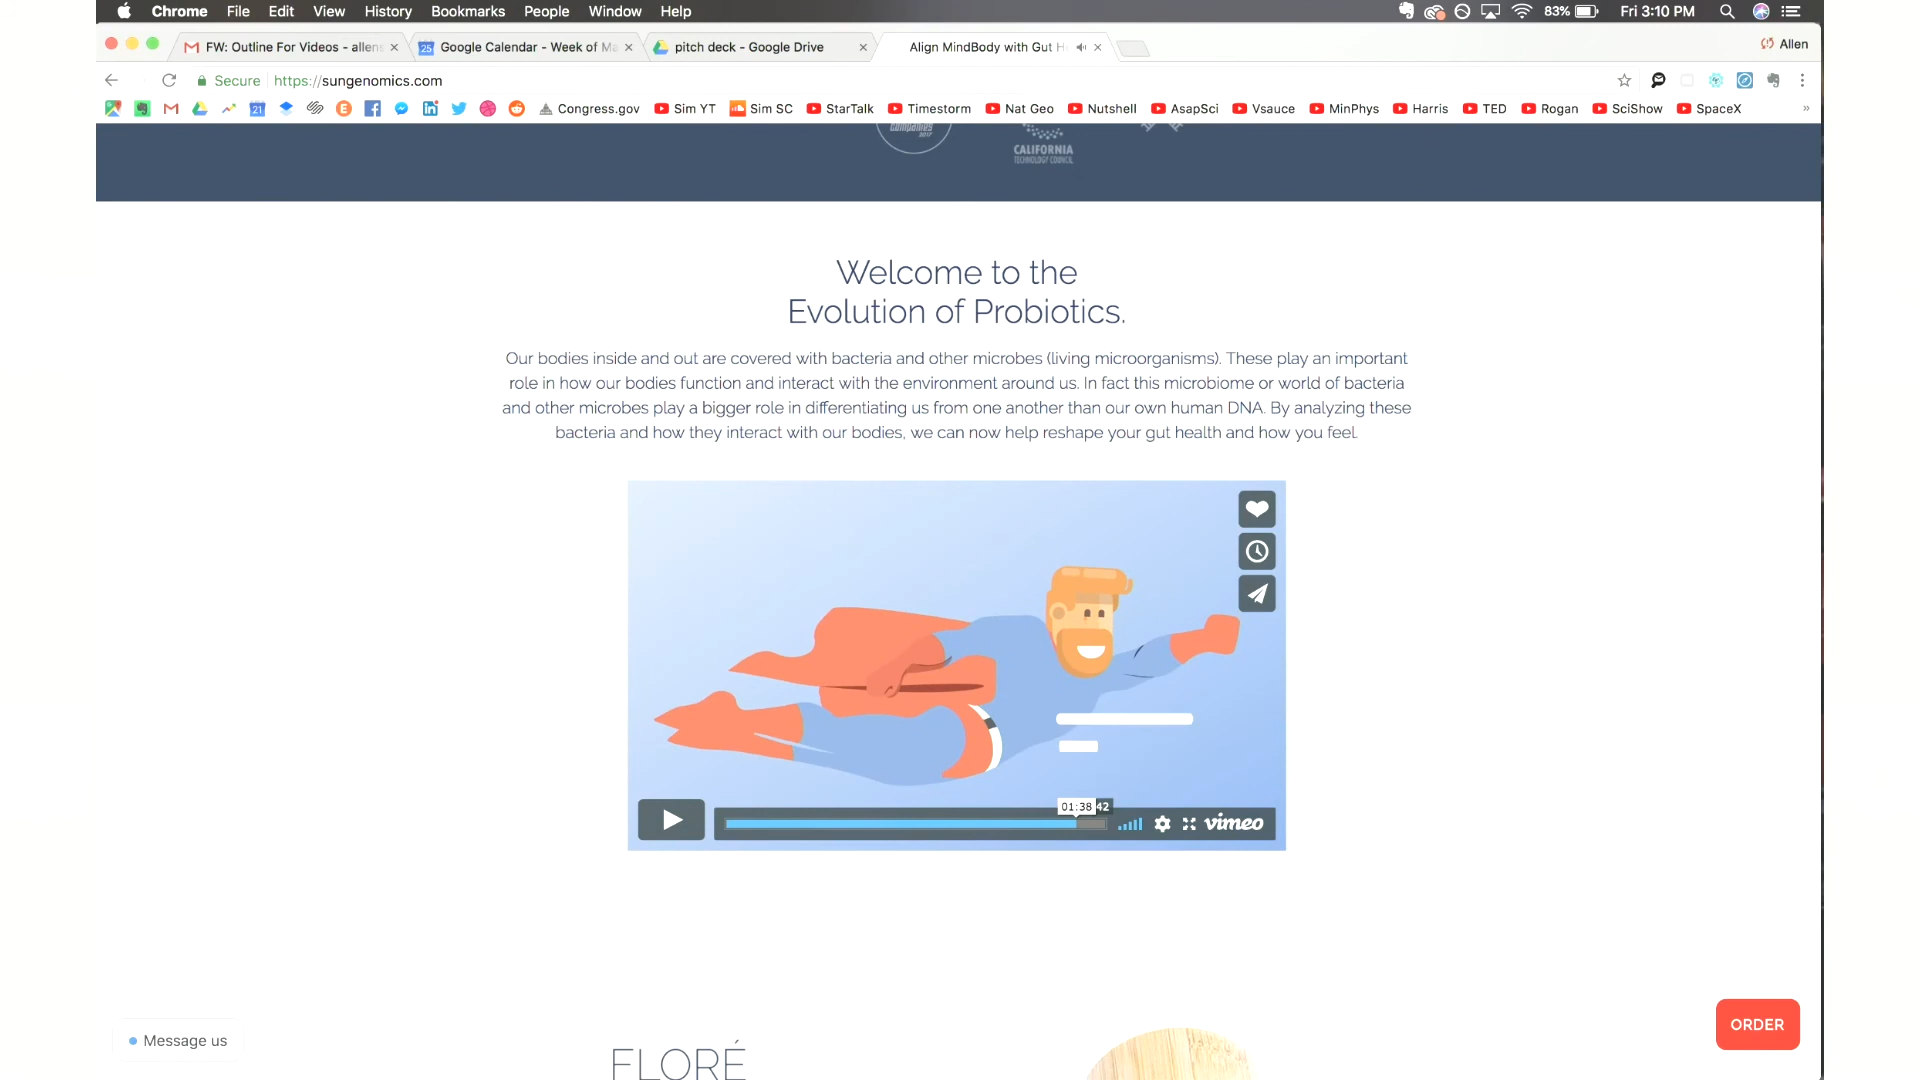 Chrome File Edit View History Bookmarks People Window Help 83% Fri 3:10 PM
FW: Outline For Videos - allens Google Calendar - Week of Ma pitch deck - Google Drive Align MindBody with Gut H Allen
Secure https://sungenomics.com
21 Congress.gov Sim YT Sim SC StarTalk Timestorm Nat Geo Nutshell AsapSci Vsauce MinPhys Harris TED Rogan SciShow SpaceX »
CALIFORNIA
TECHNOLOGY COUNCIL
Welcome to the
Evolution of Probiotics.
Our bodies inside and out are covered with bacteria and other microbes (living microorganisms). These play an important
role in how our bodies function and interact with the environment around us. In fact this microbiome or world of bacteria
and other microbes play a bigger role in differentiating us from one another than our own human DNA. By analyzing these
bacteria and how they interact with our bodies, we can now help reshape your gut health and how you feel.
01:38 42
vimeo
ORDER
Message us
FLORÉ